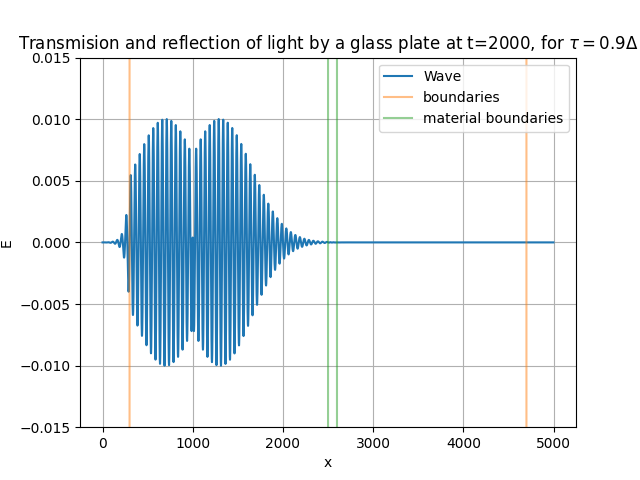 Transmision and reflection of light by a glass plate at t=2000, for τ = 0.9Δ
Wave
boundaries
material boundaries
0.015
0.010
0.005
0.000
−0.005
−0.010
−0.015
E
0 1000 2000 3000 4000 5000
x